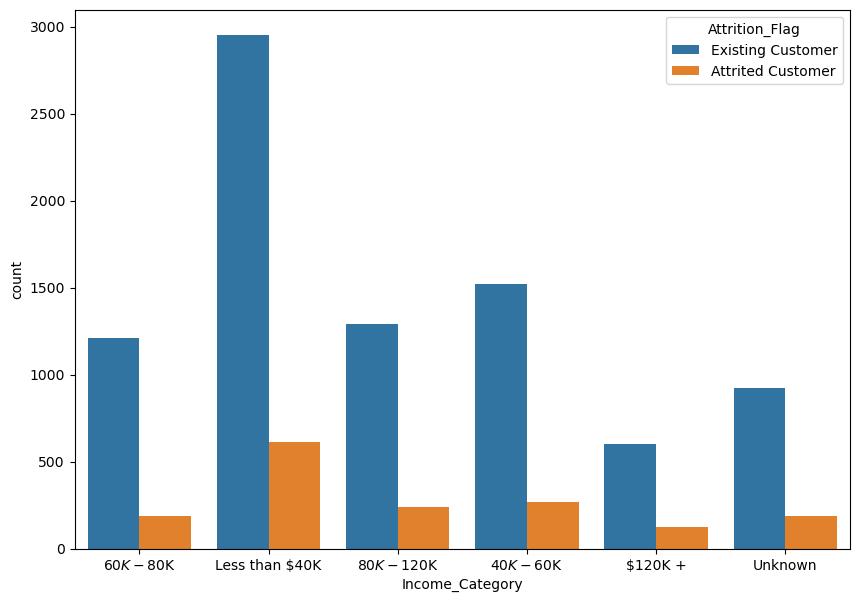 Attrition_Flag
Existing Customer
Attrited Customer
3000
2500
2000
1500
1000
500
0
count
60K − 80K
Less than $40K
80K − 120K
40K − 60K
$120K +
Unknown
Income_Category